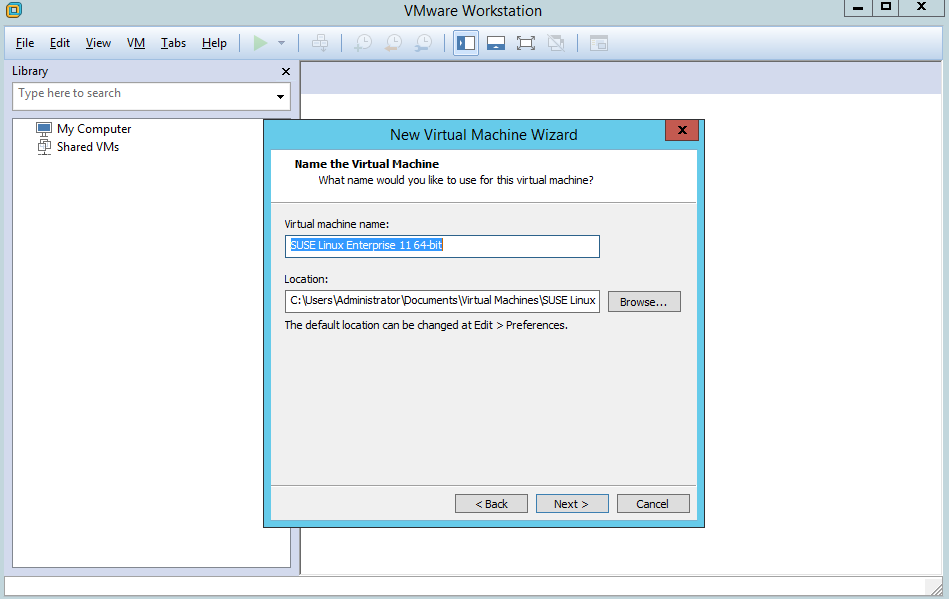 VMware Workstation
File Edit View VM Tabs Help
Library
Type here to search
My Computer
Shared VMs
New Virtual Machine Wizard
Name the Virtual Machine
What name would you like to use for this virtual machine?
Virtual machine name:
SUSE Linux Enterprise 11 64-bit
Location:
C:\Users\Administrator\Documents\Virtual Machines\SUSE Linux
Browse...
The default location can be changed at Edit > Preferences.
< Back Next > Cancel